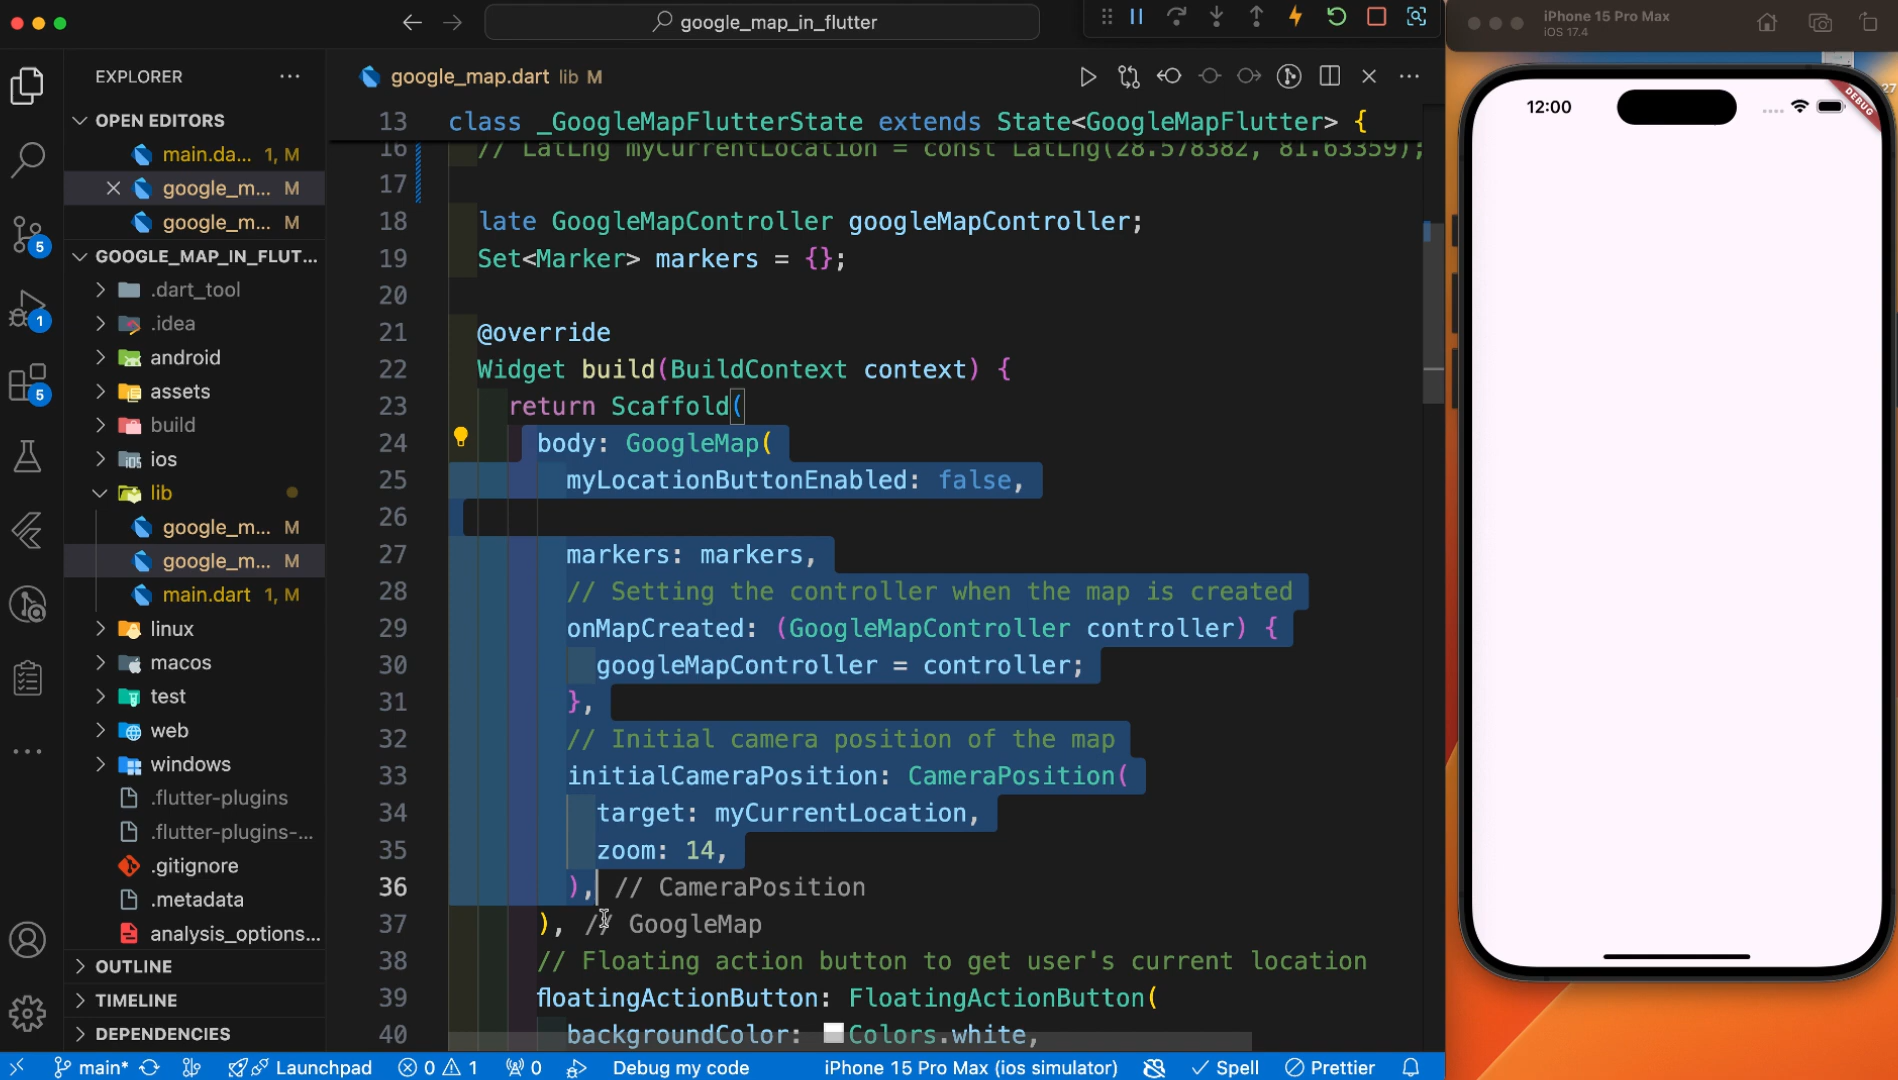 google_map_in_flutter
iPhone 15 Pro Max
iOS 17.4
EXPLORER
OPEN EDITORS
main.da... 1, M
google_m... M
google_m... M
GOOGLE_MAP_IN_FLUT...
.dart_tool
.idea
android
assets
build
ios
lib
google_m... M
google_m... M
main.dart 1, M
linux
macos
test
web
windows
.flutter-plugins
.flutter-plugins-...
.gitignore
.metadata
analysis_options...
OUTLINE
TIMELINE
DEPENDENCIES
5
1
5
google_map.dart lib M
13 class _GoogleMapFlutterState extends State<GoogleMapFlutter> {
16 // LatLng myCurrentLocation = const LatLng(28.578382, 81.63359);
17
18 late GoogleMapController googleMapController;
19 Set<Marker> markers = {};
20
21 @override
22 Widget build(BuildContext context) {
23 return Scaffold(
24 body: GoogleMap(
25 myLocationButtonEnabled: false,
26
27 markers: markers,
28 // Setting the controller when the map is created
29 onMapCreated: (GoogleMapController controller) {
30 googleMapController = controller;
31 },
32 // Initial camera position of the map
33 initialCameraPosition: CameraPosition(
34 target: myCurrentLocation,
35 zoom: 14,
36 ), // CameraPosition
37 ), // GoogleMap
38 // Floating action button to get user's current location
39 floatingActionButton: FloatingActionButton(
40 backgroundColor: Colors.white,
12:00
DEBUG
27
main* Launchpad 0 1 0 Debug my code iPhone 15 Pro Max (ios simulator) Spell Prettier